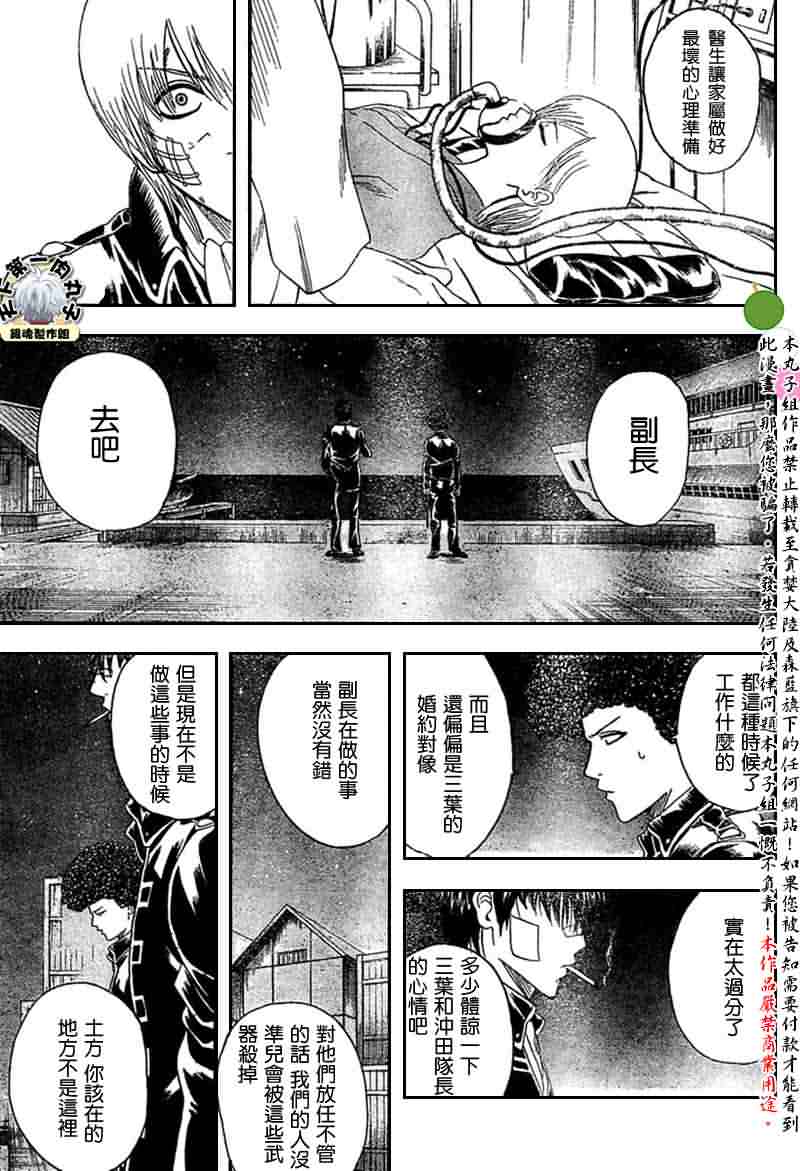 醫生讓家屬做好
最壞的心理準備
副長
去吧
都這種時候了
工作什麼的
而且
還偏偏是三葉的
婚約對像
實在太過分了
多少體諒一下
三葉和沖田隊長
的心情吧
副長在做的事
當然沒有錯
對他們放任不管
的話 我們的人沒
準兒會被這些武
器殺掉
但是現在不是
做這些事的時候
土方 你該在的
地方不是這裡
銀魂製作組
本丸子組作品禁止轉載至貪婪大陸及森藍旗下的任何網站！如果您被告知需要付款才能看到
此漫畫，那麼您被騙了。若發生任何法律問題本丸子組一慨不負責！本作品嚴禁商業用途。